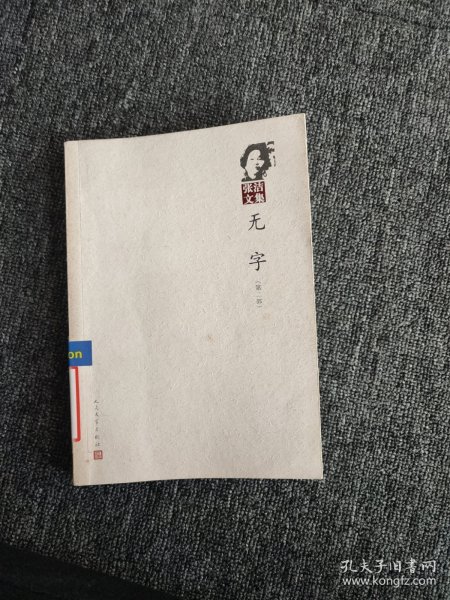 张洁
文集
无字
(第一部)
on
人民文学出版社
孔夫子旧书网
www.kongfz.com